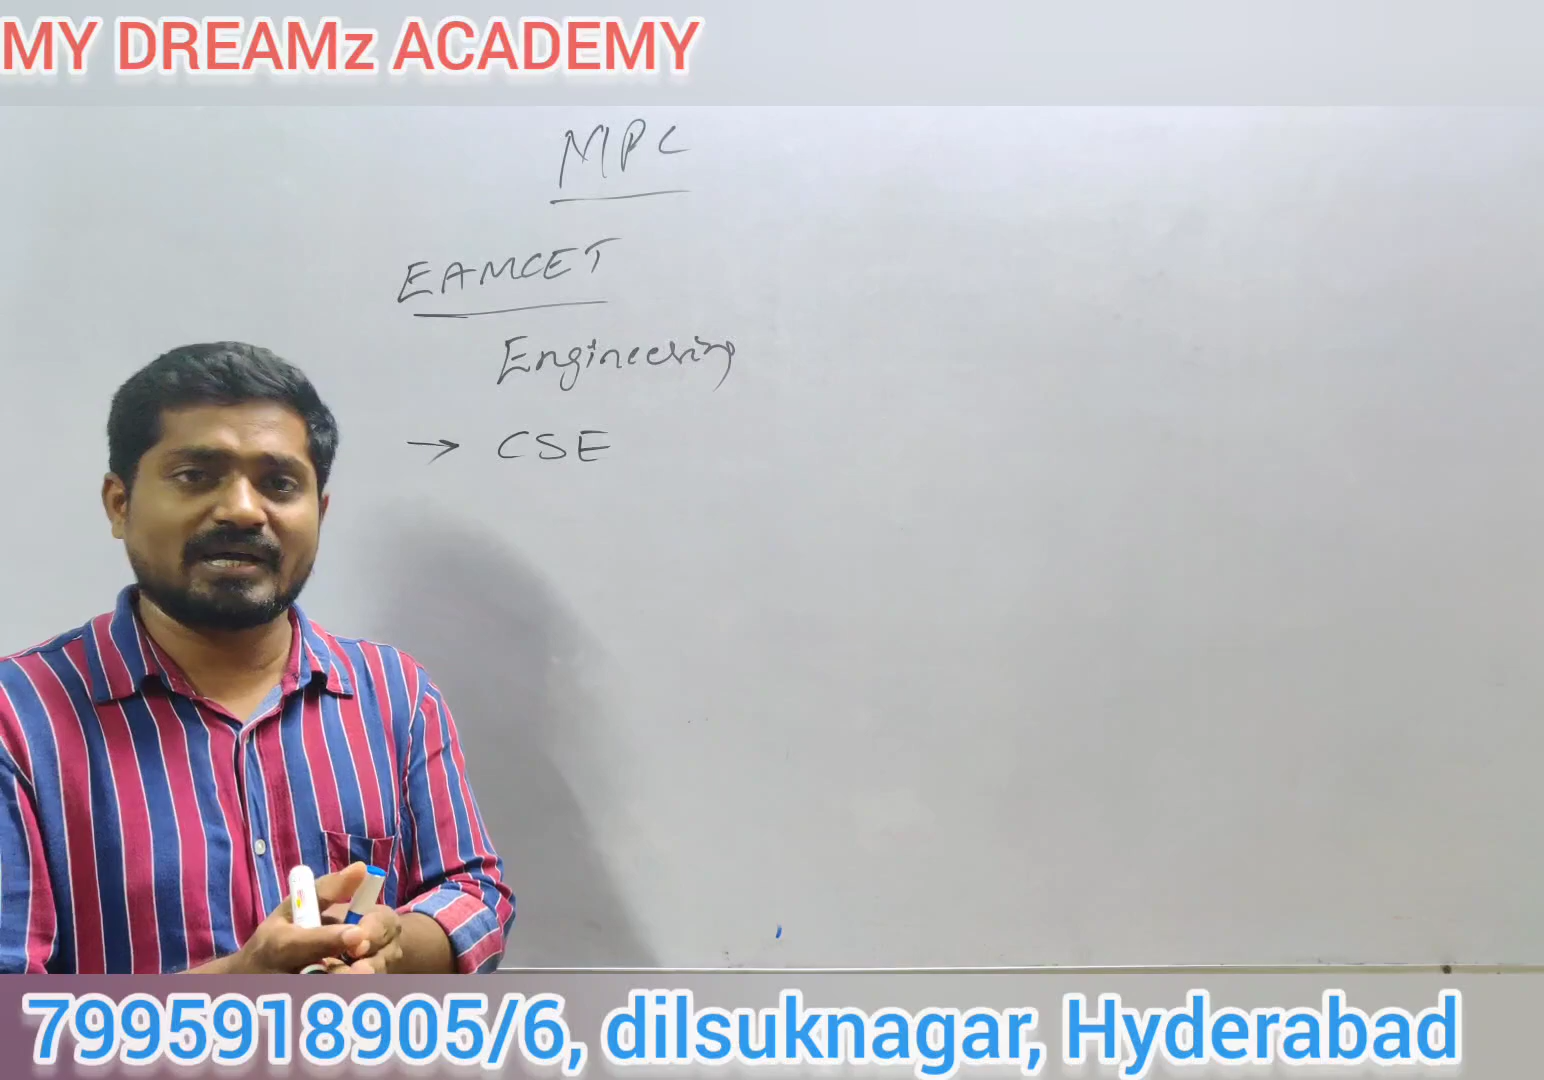 MY DREAMz ACADEMY
MPC
EAMCET
Engineering
→ CSE
7995918905/6, dilsuknagar, Hyderabad